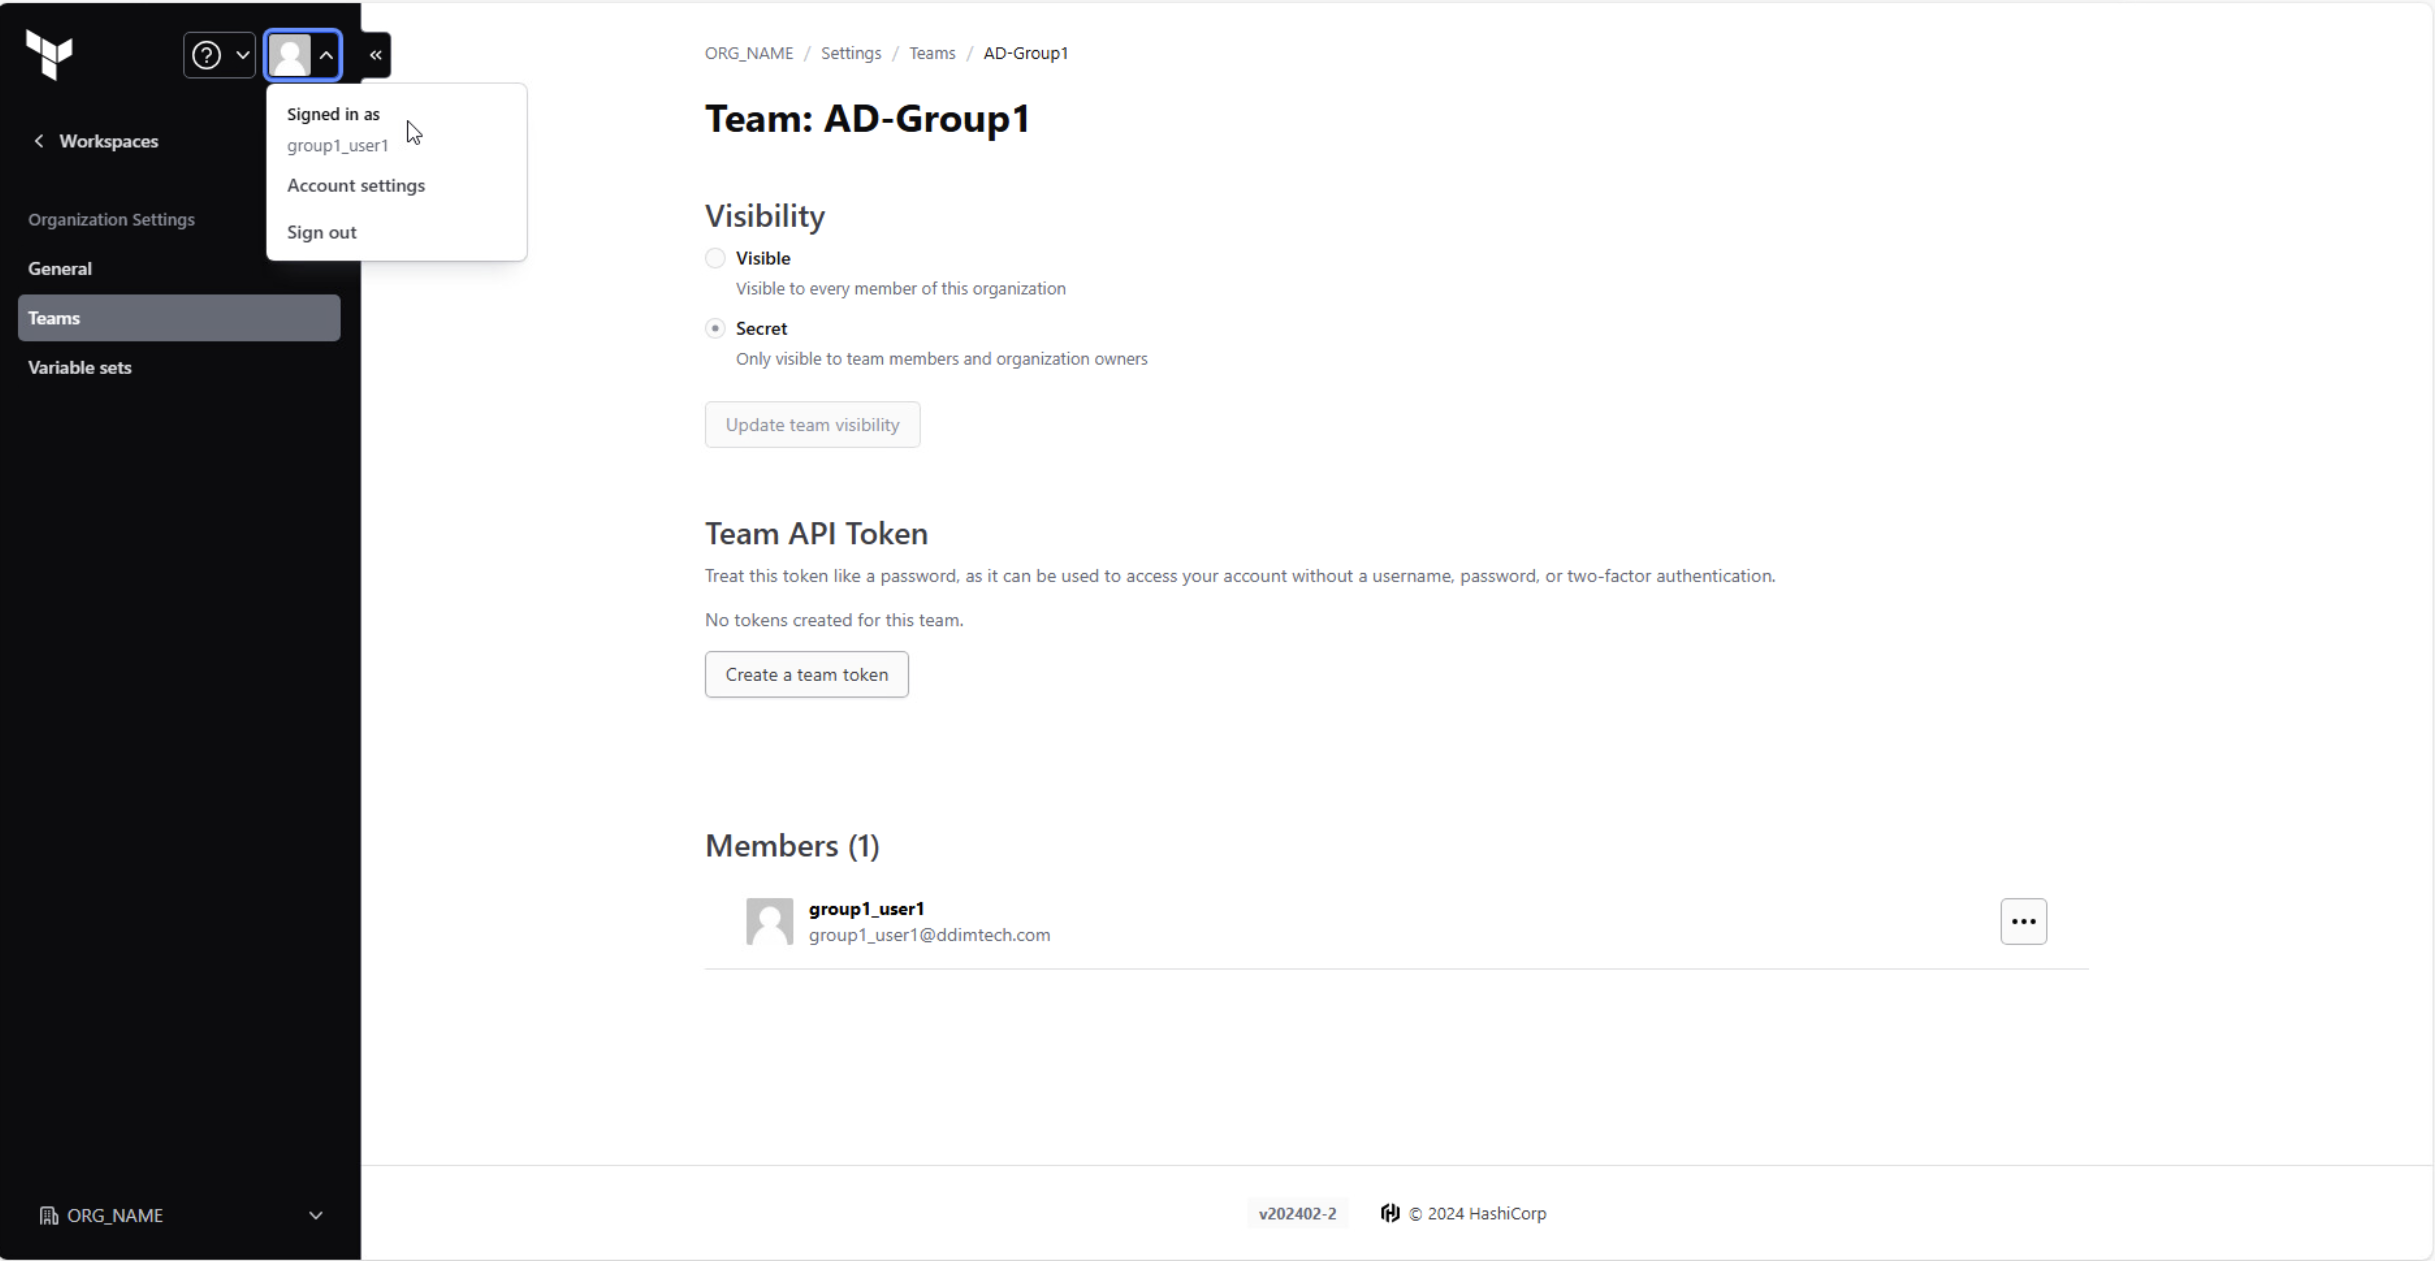 Signed in as
group1_user1
Account settings
Sign out
Workspaces
Organization Settings
General
Teams
Variable sets
ORG_NAME
ORG_NAME / Settings / Teams / AD-Group1
Team: AD-Group1
Visibility
Visible
Visible to every member of this organization
Secret
Only visible to team members and organization owners
Update team visibility
Team API Token
Treat this token like a password, as it can be used to access your account without a username, password, or two-factor authentication.
No tokens created for this team.
Create a team token
Members (1)
group1_user1
group1_user1@ddimtech.com
v202402-2
© 2024 HashiCorp